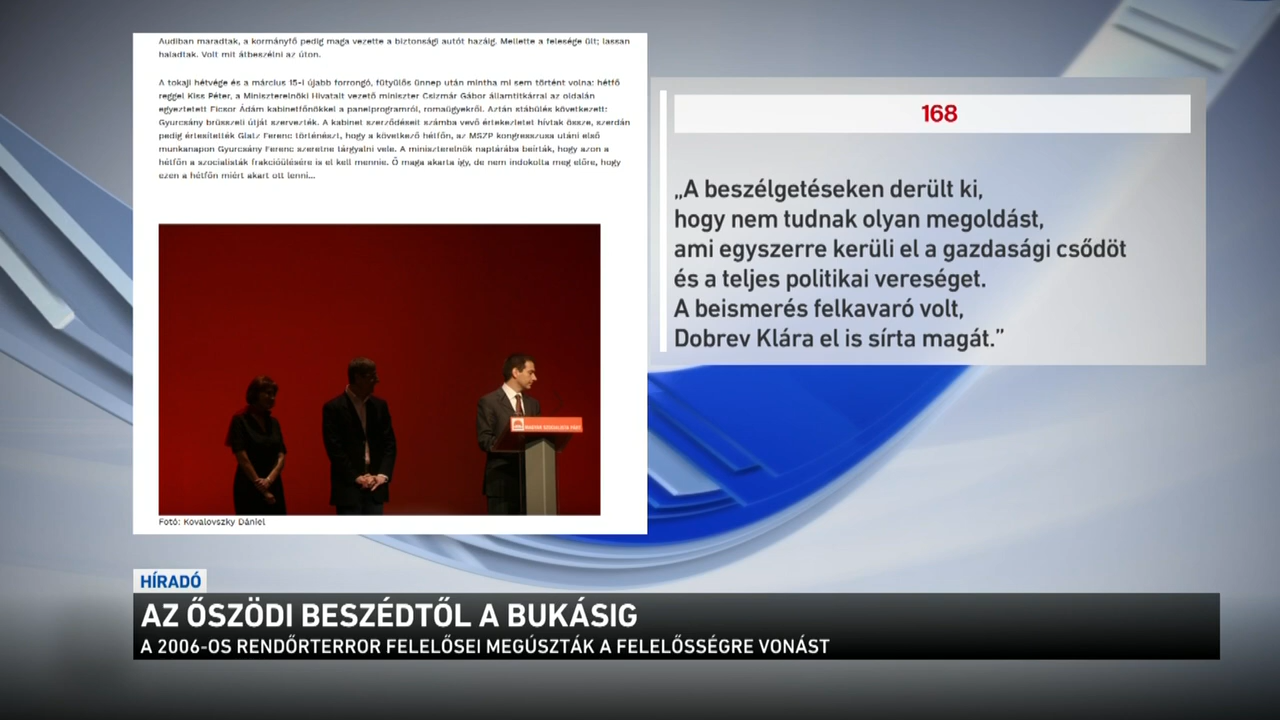 Audiban maradtak, a kormányfő pedig maga vezette a biztonsági autót hazáig. Mellette a felesége ült; lassan
haladtak. Volt mit átbeszélni az úton.
A tokaji hétvége és a március 15-i újabb forrongó, fütyülős ünnep után mintha mi sem történt volna: hétfő
reggel Kiss Péter, a Miniszterelnöki Hivatalt vezető miniszter Csizmár Gábor államtitkárral az oldalán
egyeztetett Ficsor Ádám kabinetfőnökkel a panelprogramról, romaügyekről. Aztán stábülés következett:
Gyurcsány brüsszeli útját szervezték. A kabinet szerződéseit számba vevő értekezletet hívtak össze, szerdán
pedig értesítették Glatz Ferenc történészt, hogy a következő hétfőn, az MSZP kongresszusa utáni első
munkanapon Gyurcsány Ferenc szeretne tárgyalni vele. A miniszterelnök naptárába beírták, hogy azon a
hétfőn a szocialisták frakcióülésére is el kell mennie. Ő maga akarta így, de nem indokolta meg előre, hogy
ezen a hétfőn miért akart ott lenni...
MAGYAR SZOCIALISTA PÁRT
Fotó: Kovalovszky Dániel
168
„A beszélgetéseken derült ki,
hogy nem tudnak olyan megoldást,
ami egyszerre kerüli el a gazdasági csődöt
és a teljes politikai vereséget.
A beismerés felkavaró volt,
Dobrev Klára el is sírta magát.”
HÍRADÓ
AZ ŐSZÖDI BESZÉDTŐL A BUKÁSIG
A 2006-OS RENDŐRTERROR FELELŐSEI MEGÚSZTÁK A FELELŐSSÉGRE VONÁST